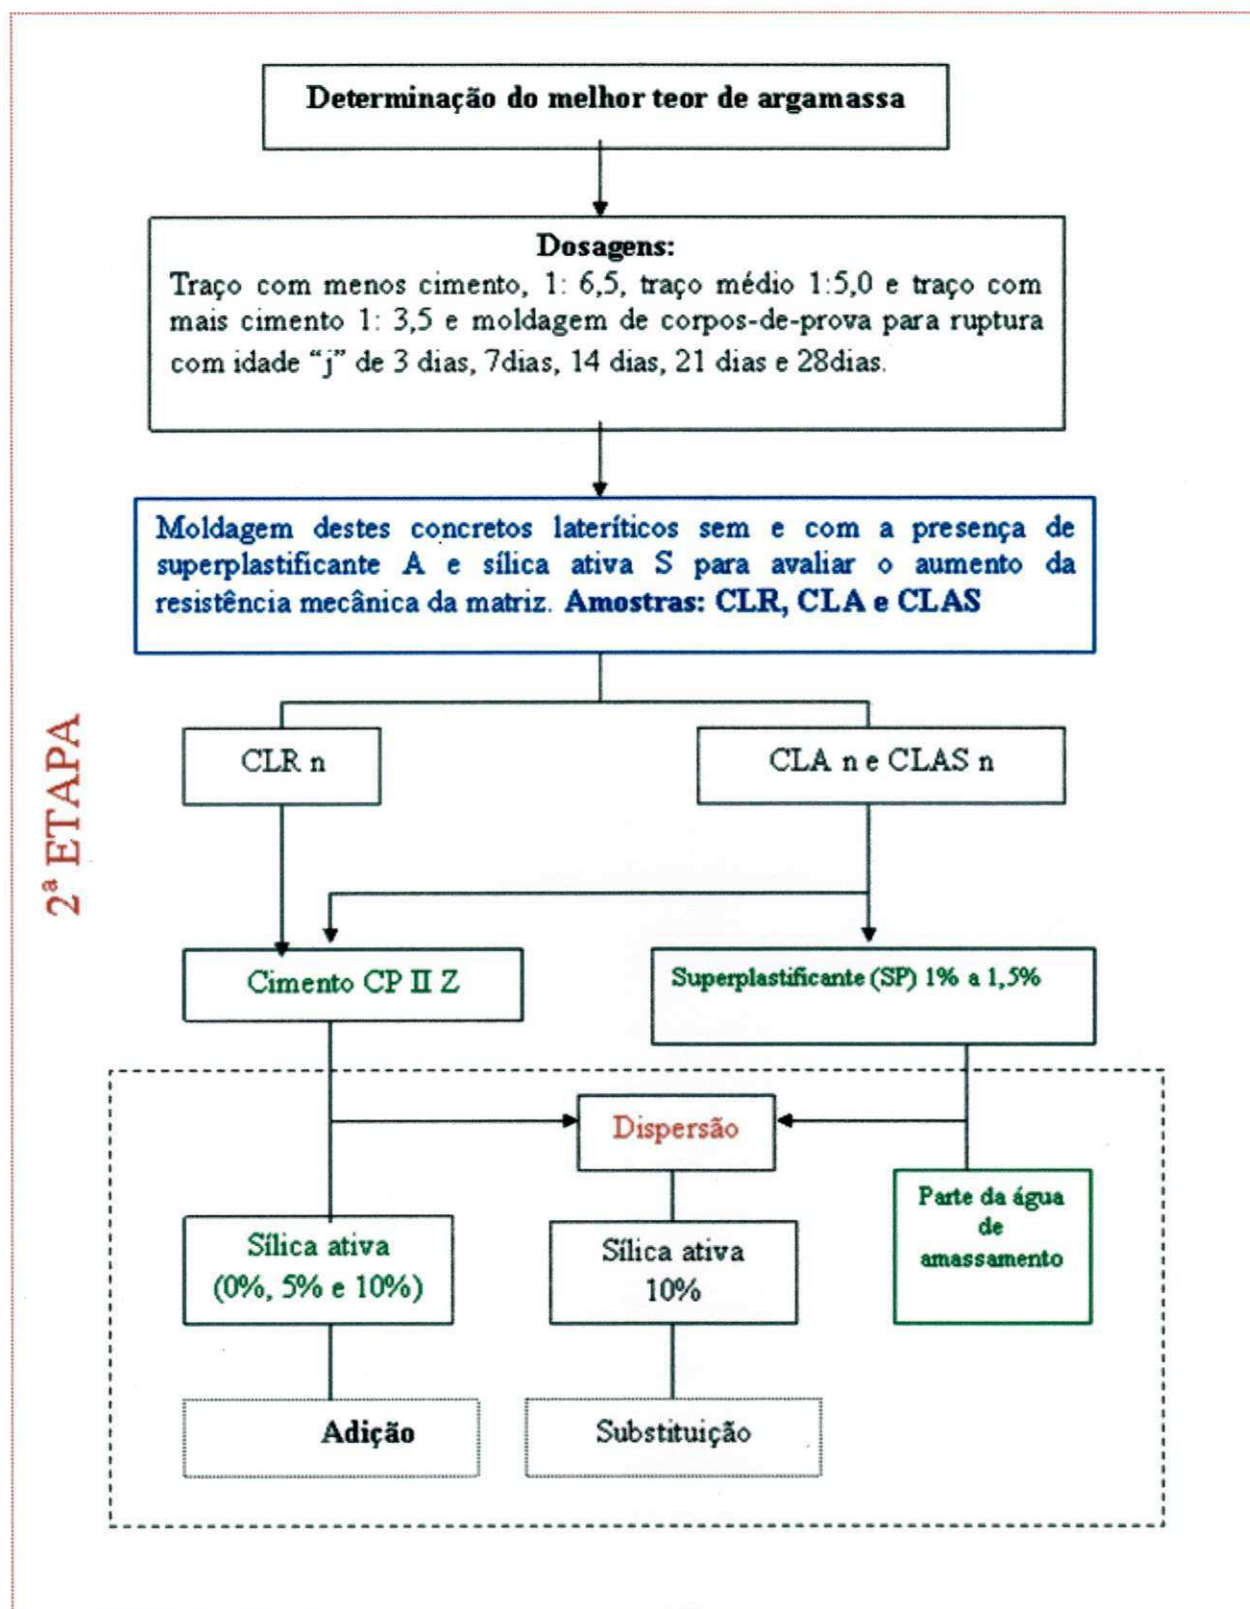 Determinação do melhor teor de argamassa
Dosagens:
Traço com menos cimento, 1: 6,5, traço médio 1:5,0 e traço com
mais cimento 1: 3,5 e moldagem de corpos-de-prova para ruptura
com idade “j” de 3 dias, 7dias, 14 dias, 21 dias e 28dias.
Moldagem destes concretos lateríticos sem e com a presença de
superplastificante A e sílica ativa S para avaliar o aumento da
resistência mecânica da matriz. Amostras: CLR, CLA e CLAS
2ª ETAPA
CLR n
CLA n e CLAS n
Cimento CP II Z
Superplastificante (SP) 1% a 1,5%
Dispersão
Parte da água
de
amassamento
Sílica ativa
(0%, 5% e 10%)
Sílica ativa
10%
Adição
Substituição